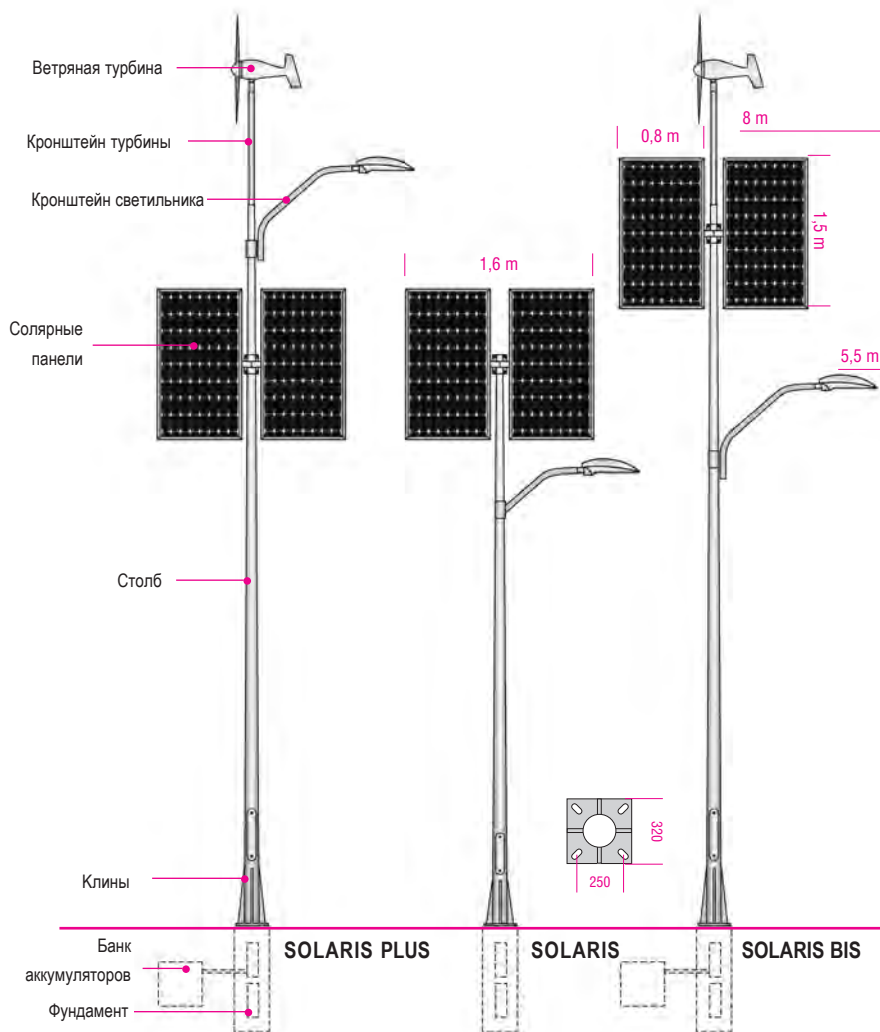 Ветряная турбина
8 m
0,8 m
Кронштейн турбины
Кронштейн светильника
1,5 m
1,6 m
Солярные
панели
5,5 m
Столб
320
Клины
250
Банк
аккумуляторов
SOLARIS PLUS
SOLARIS
SOLARIS BIS
Фундамент